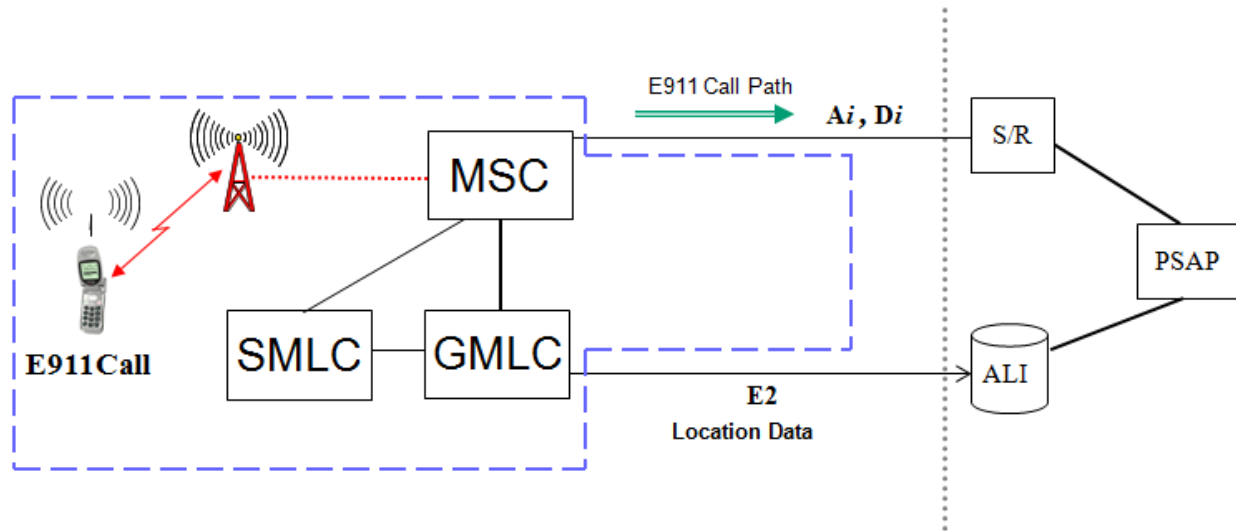 E911 Call Path
Ai , Di
S/R
MSC
PSAP
SMLC
GMLC
E911Call
ALI
E2
Location Data